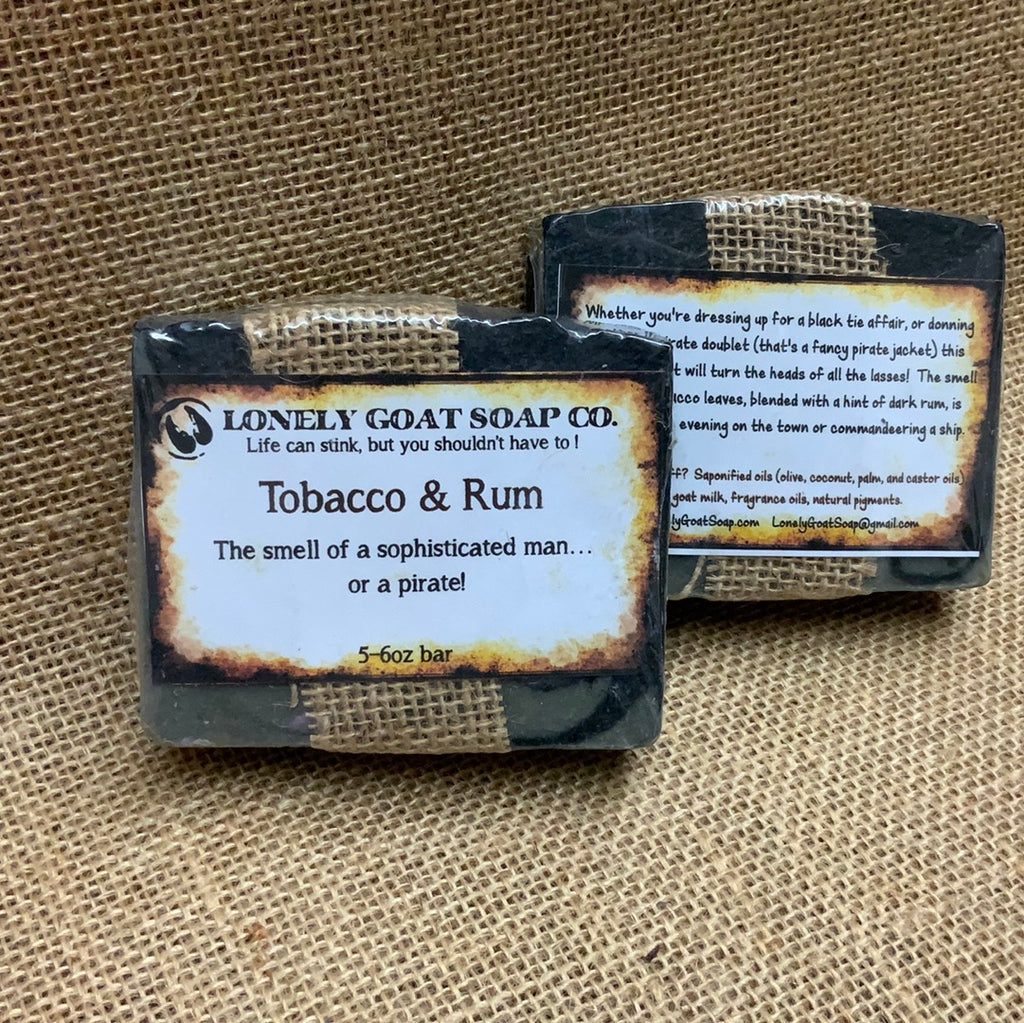 LONELY GOAT SOAP CO.
Life can stink, but you shouldn't have to !
Tobacco & Rum
The smell of a sophisticated man...
or a pirate!
5-6oz bar
Whether you're dressing up for a black tie affair, or donning
doublet (that's a fancy pirate jacket) this
will turn the heads of all the lasses! The smell
leaves, blended with a hint of dark rum, is
evening on the town or commandeering a ship.
Saponified oils (olive, coconut, palm, and castor oils)
goat milk, fragrance oils, natural pigments.
LonelyGoatSoap@gmail.com